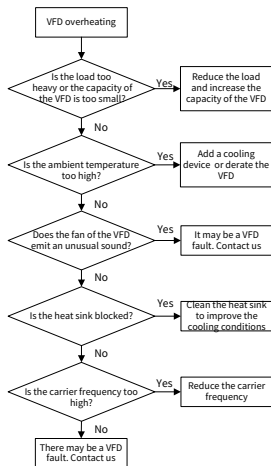 VFD overheating
Is the load too
heavy or the capacity of
the VFD is too small?
Yes
Reduce the load
and increase the
capacity of the VFD
No
Is the ambient temperature
too high?
Yes
Add a cooling
device or derate the
VFD
No
Does the fan of the VFD
emit an unusual sound?
Yes
It may be a VFD
fault. Contact us
No
Is the heat sink blocked?
Yes
Clean the heat sink
to improve the
cooling conditions
No
Is the carrier frequency too
high?
Yes
Reduce the carrier
frequency
No
There may be a VFD
fault. Contact us